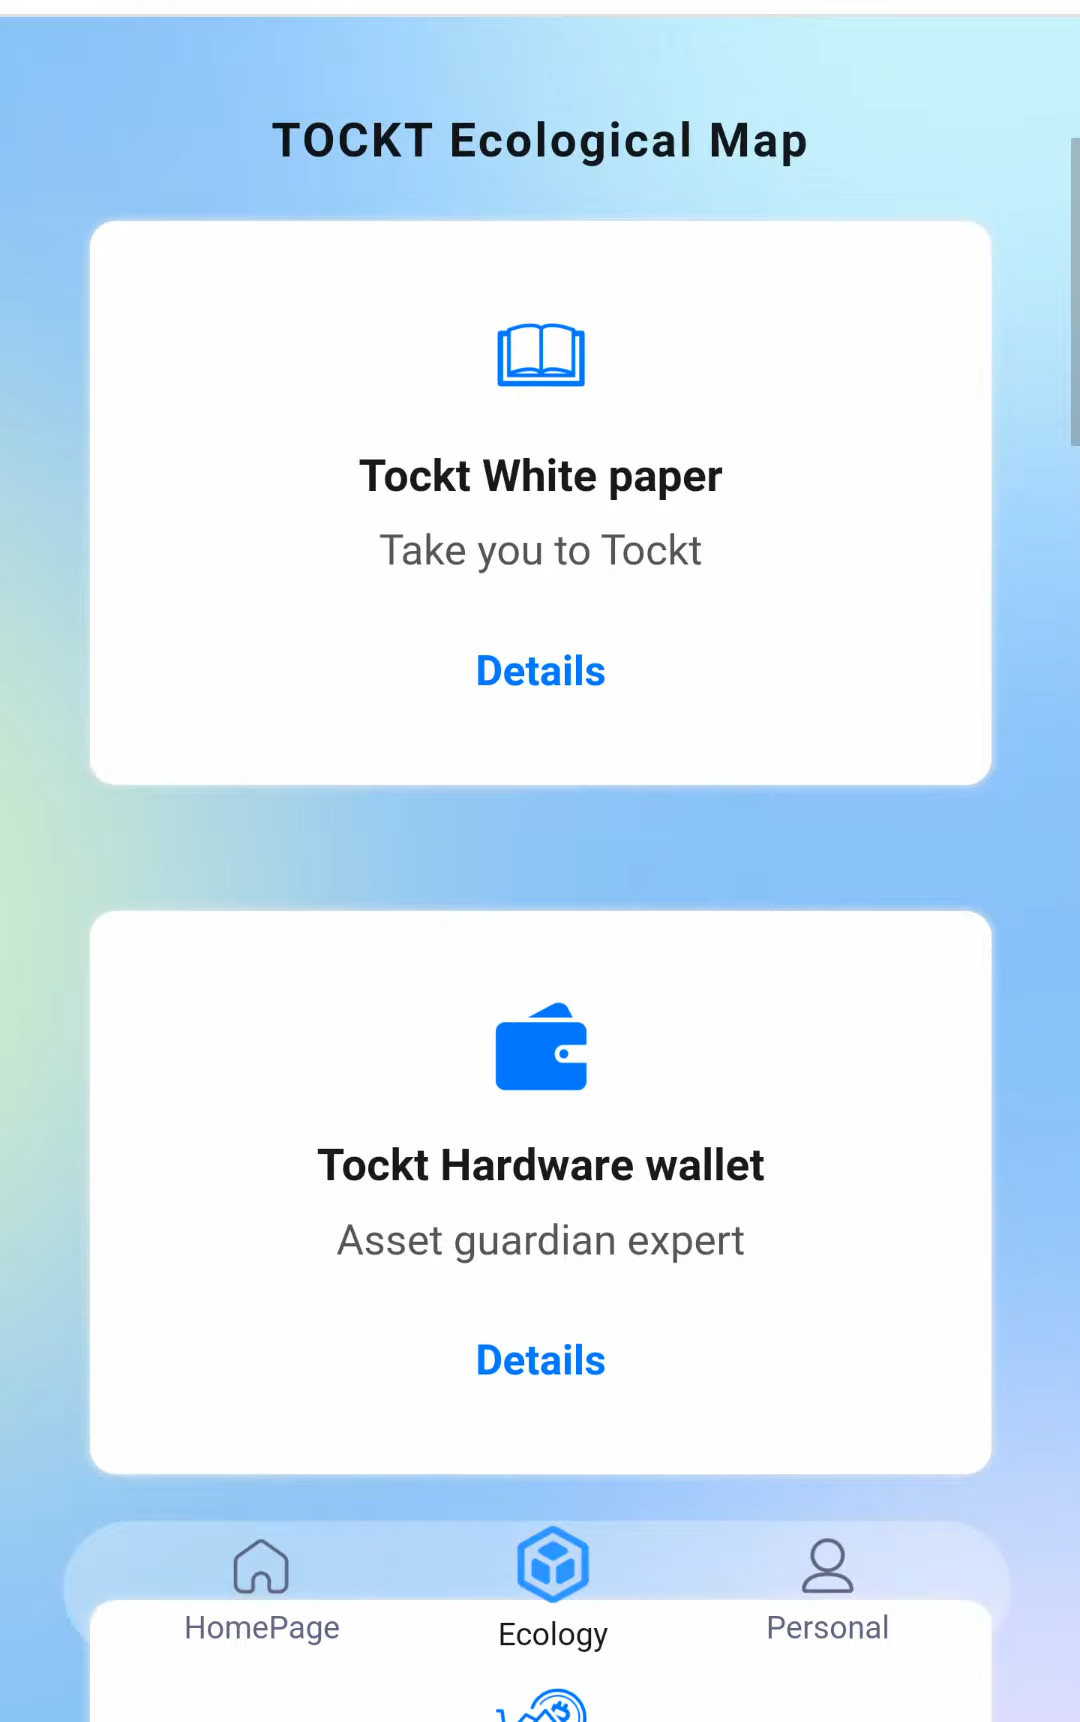 TOCKT Ecological Map
Tockt White paper
Take you to Tockt
Details
Tockt Hardware wallet
Asset guardian expert
Details
HomePage
Ecology
Personal